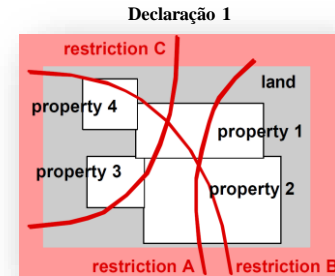 Declaração 1
restriction C
land
property 4
property 1
property 3
property 2
restriction A
restriction B